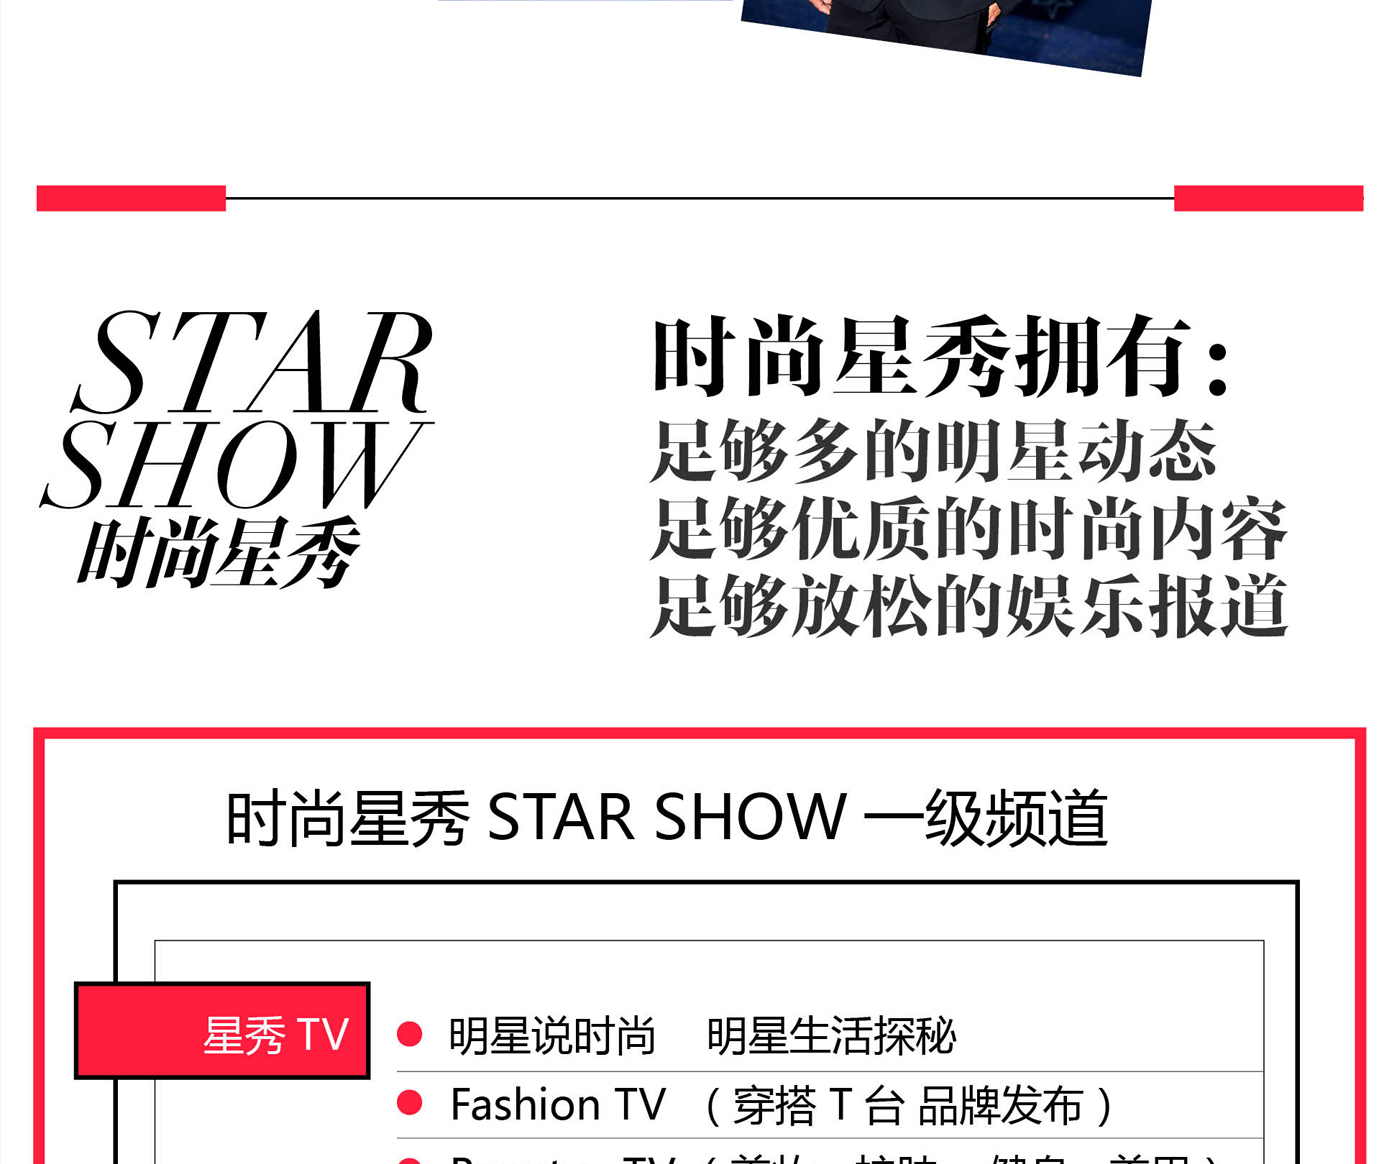 STAR
SHOW
时尚星秀
时尚星秀拥有：
足够多的明星动态
足够优质的时尚内容
足够放松的娱乐报道
时尚星秀 STAR SHOW 一级频道
星秀 TV
明星说时尚 明星生活探秘
Fashion TV （穿搭 T 台 品牌发布）